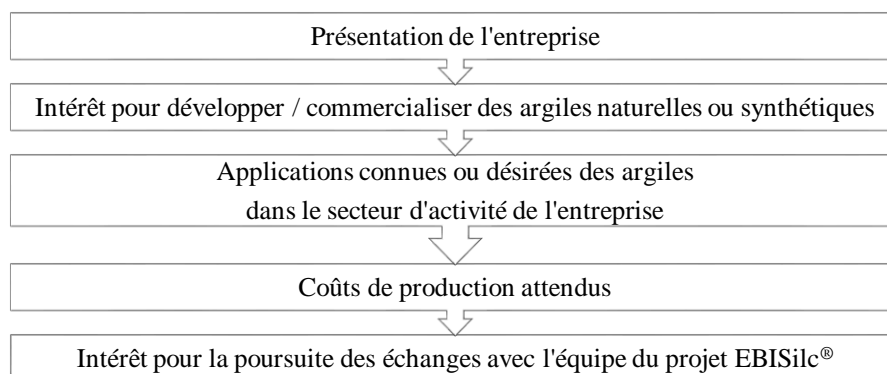 Présentation de l'entreprise
Intérêt pour développer / commercialiser des argiles naturelles ou synthétiques
Applications connues ou désirées des argiles
dans le secteur d'activité de l'entreprise
Coûts de production attendus
Intérêt pour la poursuite des échanges avec l'équipe du projet EBISilc®